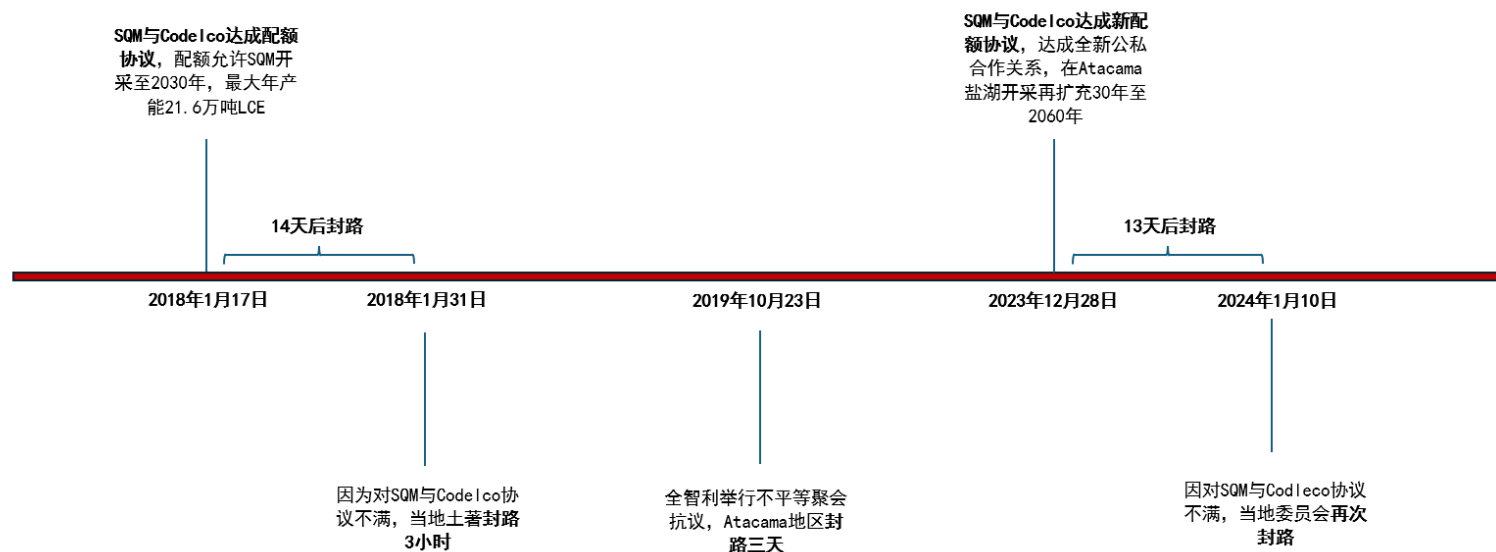 SQM与Codelco达成配额
协议，配额允许SQM开
采至2030年，最大年产
能21.6万吨LCE
SQM与Codelco达成新配
额协议，达成全新公私
合作关系，在Atacama
盐湖开采再扩充30年至
2060年
14天后封路
13天后封路
2018年1月17日
2018年1月31日
2019年10月23日
2023年12月28日
2024年1月10日
因为对SQM与Codelco协
议不满，当地土著封路
3小时
全智利举行不平等聚会
抗议，Atacama地区封
路三天
因对SQM与Codleco协议
不满，当地委员会再次
封路